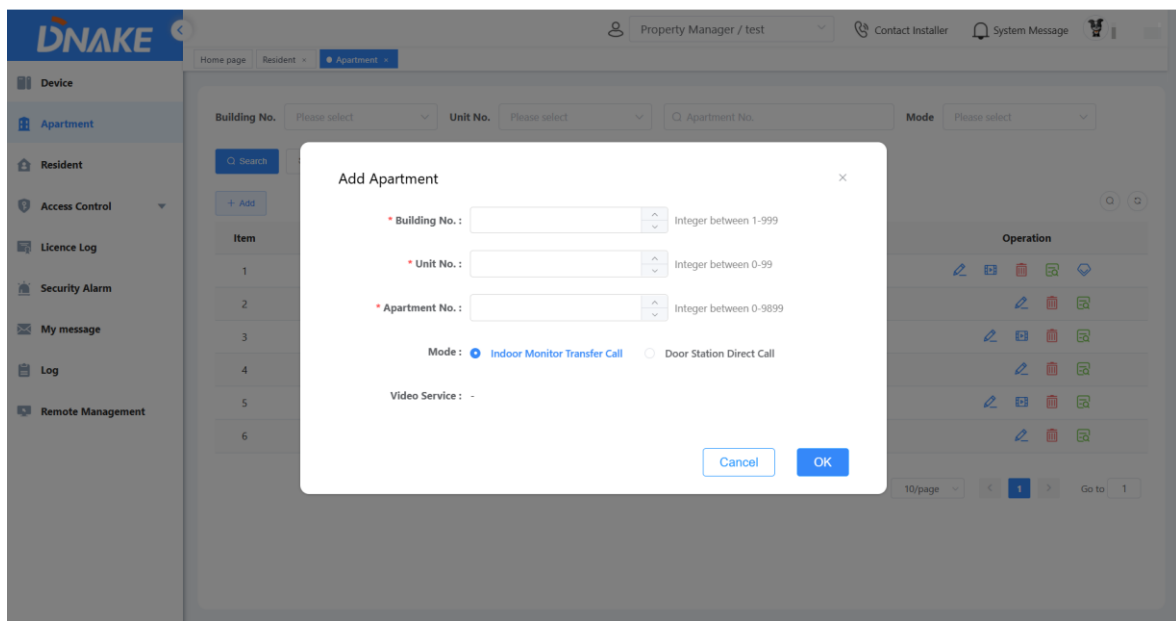 DNAKE
Property Manager / test
Contact Installer
System Message
Home page
Resident ×
Apartment ×
Device
Apartment
Resident
Access Control
Licence Log
Security Alarm
My message
Log
Remote Management
Building No. Please select
Unit No. Please select
Apartment No.
Mode Please select
Search
+ Add
Item
Operation
1
2
3
4
5
6
Add Apartment
* Building No. : Integer between 1-999
* Unit No. : Integer between 0-99
* Apartment No. : Integer between 0-9899
Mode : Indoor Monitor Transfer Call Door Station Direct Call
Video Service : -
Cancel
OK
10/page
< 1 >
Go to 1